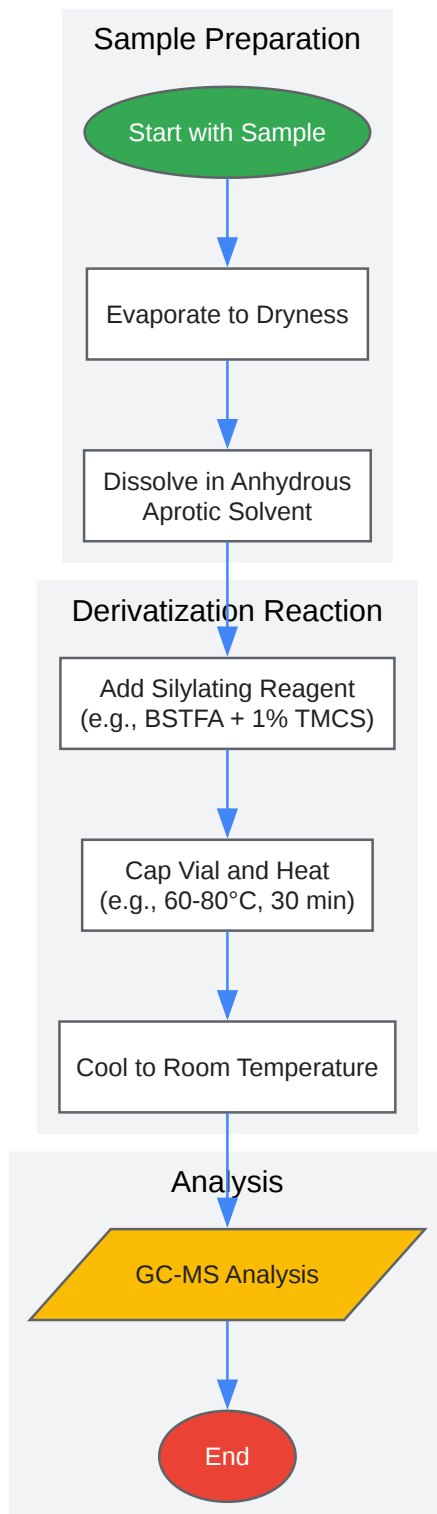 Sample Preparation
Start with Sample
Evaporate to Dryness
Dissolve in Anhydrous
Aprotic Solvent
Derivatization Reaction
Add Silylating Reagent
(e.g., BSTFA + 1% TMCS)
Cap Vial and Heat
(e.g., 60-80°C, 30 min)
Cool to Room Temperature
Analysis
GC-MS Analysis
End